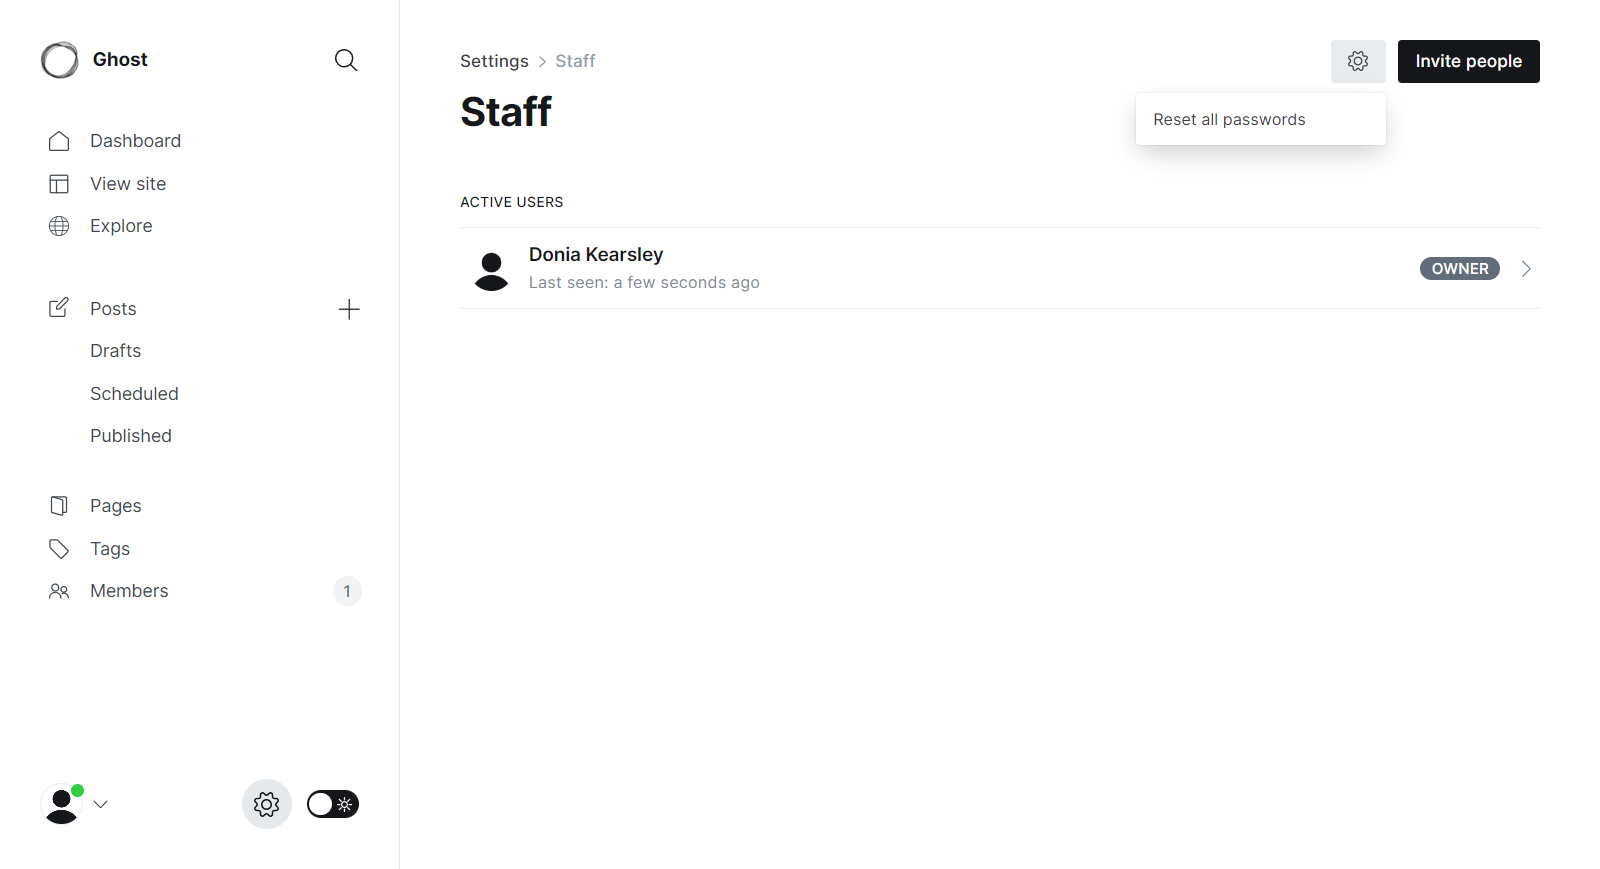 Ghost
Dashboard
View site
Explore
Posts
Drafts
Scheduled
Published
Pages
Tags
Members 1
Settings > Staff
Invite people
Staff
Reset all passwords
ACTIVE USERS
Donia Kearsley
Last seen: a few seconds ago
OWNER